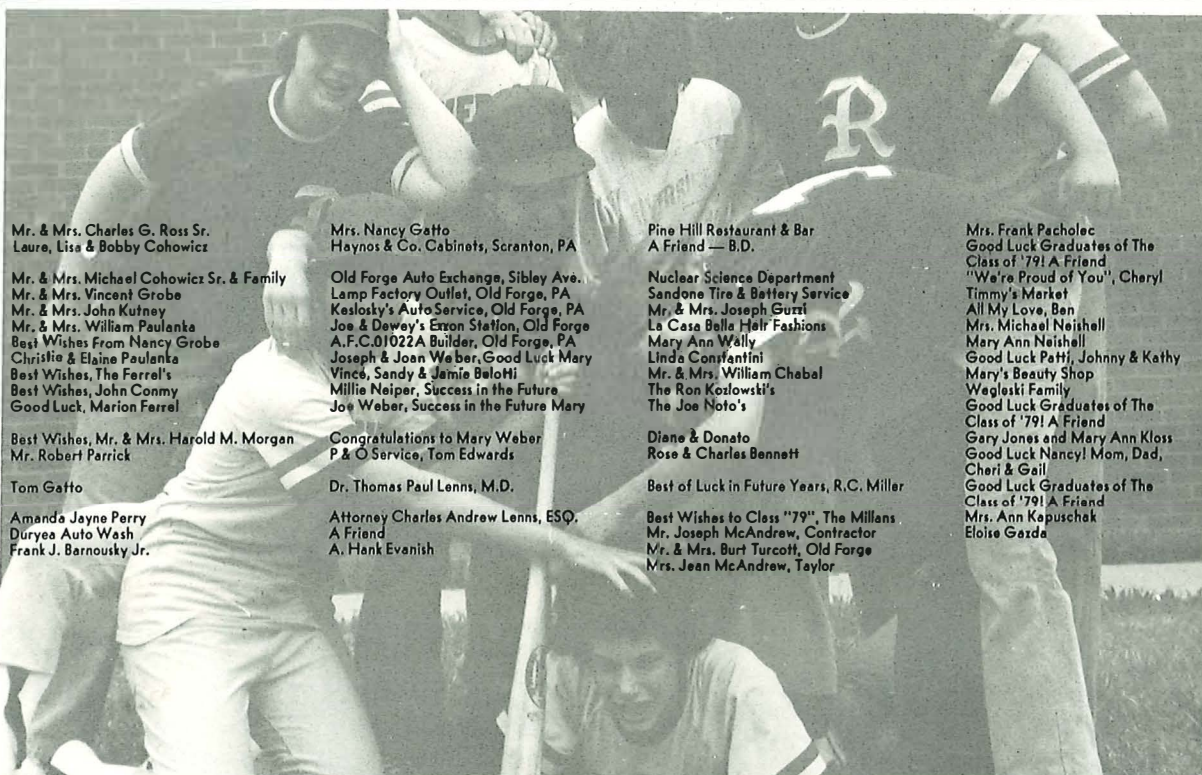 R
Mr. & Mrs. Charles G. Ross Sr.
Laure, Lisa & Bobby Cohowicz
Mr. & Mrs. Michael Cohowicz Sr. & Family
Mr. & Mrs. Vincent Grobe
Mr. & Mrs. John Kutney
Mr. & Mrs. William Paulanka
Best Wishes From Nancy Grobe
Christie & Elaine Paulanka
Best Wishes, The Ferrel's
Best Wishes, John Conmy
Good Luck, Marion Ferrel
Best Wishes, Mr. & Mrs. Harold M. Morgan
Mr. Robert Parrick
Tom Gatto
Amanda Jayne Perry
Duryea Auto Wash
Frank J. Barnousky Jr.
Mrs. Nancy Gatto
Haynos & Co. Cabinets, Scranton, PA
Old Forge Auto Exchange, Sibley Ave.
Lamp Factory Outlet, Old Forge, PA
Keslosky's Auto Service, Old Forge, PA
Joe & Dewey's Exxon Station, Old Forge
A.F.C.01022A Builder, Old Forge, PA
Joseph & Joan Weber, Good Luck Mary
Vince, Sandy & Jamie
Millie Neiper, Success in the Future
Joe Weber, Success in the Future Mary
Congratulations to Mary Weber
P & O Service, Tom Edwards
Dr. Thomas Paul Lenns, M.D.
Attorney Charles Andrew Lenns, ESQ.
A Friend
A. Hank Evanish
Pine Hill Restaurant & Bar
A Friend — B.D.
Nuclear Science Department
Sandone Tire & Battery Service
Mr. & Mrs. Joseph Guzzi
La Casa Bella Hair Fashions
Mary Ann Wally
Linda Constantini
Mr. & Mrs. William Chabal
The Ron Kozlowski's
The Joe Noto's
Diane & Donato
Rose & Charles Bennett
Best of Luck in Future Years, R.C. Miller
Best Wishes to Class "79", The Millans
Mr. Joseph McAndrew, Contractor
Mr. & Mrs. Burt Turcott, Old Forge
Mrs. Jean McAndrew, Taylor
Mrs. Frank Pacholec
Good Luck Graduates of The
Class of '79! A Friend
"We're Proud of You", Cheryl
Timmy's Market
All My Love, Ben
Mrs. Michael Neishell
Mary Ann Neishell
Good Luck Patti, Johnny & Kathy
Mary's Beauty Shop
Wegleski Family
Good Luck Graduates of The
Class of '79! A Friend
Gary Jones and Mary Ann Kloss
Good Luck Nancy! Mom, Dad,
Cheri & Gail
Good Luck Graduates of The
Class of '79! A Friend
Mrs. Ann Kapuschak
Eloise Gazda